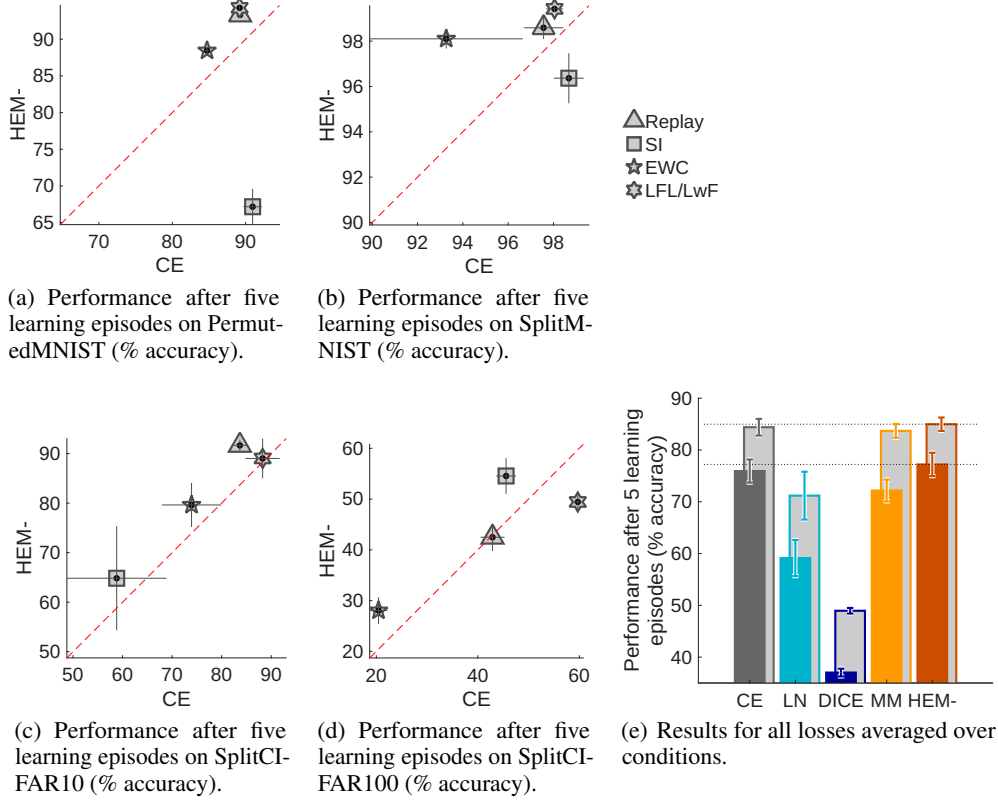 90
85
80
75
70
65
HEM-
70
80
90
CE
(a) Performance after five
learning episodes on Permut-
edMNIST (% accuracy).
98
96
94
92
90
HEM-
90
92
94
96
98
CE
(b) Performance after five
learning episodes on SplitM-
NIST (% accuracy).
Replay
SI
EWC
LFL/LwF
90
80
70
60
50
HEM-
50
60
70
80
90
CE
(c) Performance after five
learning episodes on SplitCI-
FAR10 (% accuracy).
60
50
40
30
20
HEM-
20
40
60
CE
(d) Performance after five
learning episodes on SplitCI-
FAR100 (% accuracy).
Performance after 5 learning
episodes (% accuracy)
90
80
70
60
50
40
CE
LN
DICE
MM
HEM-
(e) Results for all losses averaged over
conditions.